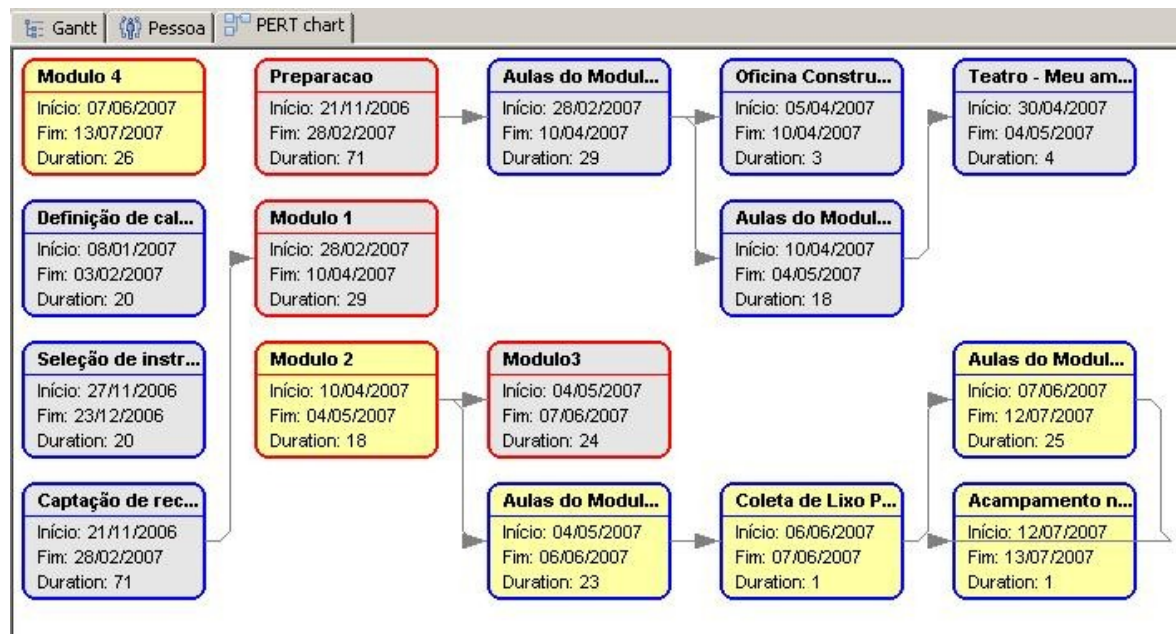 Gantt
Pessoa
PERT chart
Modulo 4
Início: 07/06/2007
Fim: 13/07/2007
Duration: 26
Preparacao
Início: 21/11/2006
Fim: 28/02/2007
Duration: 71
Aulas do Modul...
Início: 28/02/2007
Fim: 10/04/2007
Duration: 29
Oficina Constru...
Início: 05/04/2007
Fim: 10/04/2007
Duration: 3
Teatro - Meu am...
Início: 30/04/2007
Fim: 04/05/2007
Duration: 4
Definição de cal...
Início: 08/01/2007
Fim: 03/02/2007
Duration: 20
Modulo 1
Início: 28/02/2007
Fim: 10/04/2007
Duration: 29
Aulas do Modul...
Início: 10/04/2007
Fim: 04/05/2007
Duration: 18
Seleção de instr...
Início: 27/11/2006
Fim: 23/12/2006
Duration: 20
Modulo 2
Início: 10/04/2007
Fim: 04/05/2007
Duration: 18
Modulo3
Início: 04/05/2007
Fim: 07/06/2007
Duration: 24
Aulas do Modul...
Início: 07/06/2007
Fim: 12/07/2007
Duration: 25
Captação de rec...
Início: 21/11/2006
Fim: 28/02/2007
Duration: 71
Aulas do Modul...
Início: 04/05/2007
Fim: 06/06/2007
Duration: 23
Coleta de Lixo P...
Início: 06/06/2007
Fim: 07/06/2007
Duration: 1
Acampamento n...
Início: 12/07/2007
Fim: 13/07/2007
Duration: 1